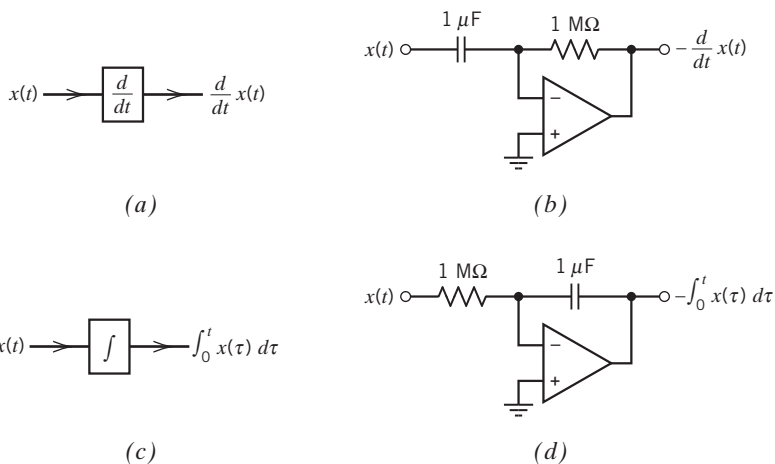 x(t) d/dt d/dt x(t)
(a)
1 μF 1 MΩ
x(t) − d/dt x(t)
−
+
(b)
x(t) ∫ ∫₀ᵗ x(τ) dτ
(c)
1 MΩ 1 μF
x(t) −∫₀ᵗ x(τ) dτ
−
+
(d)